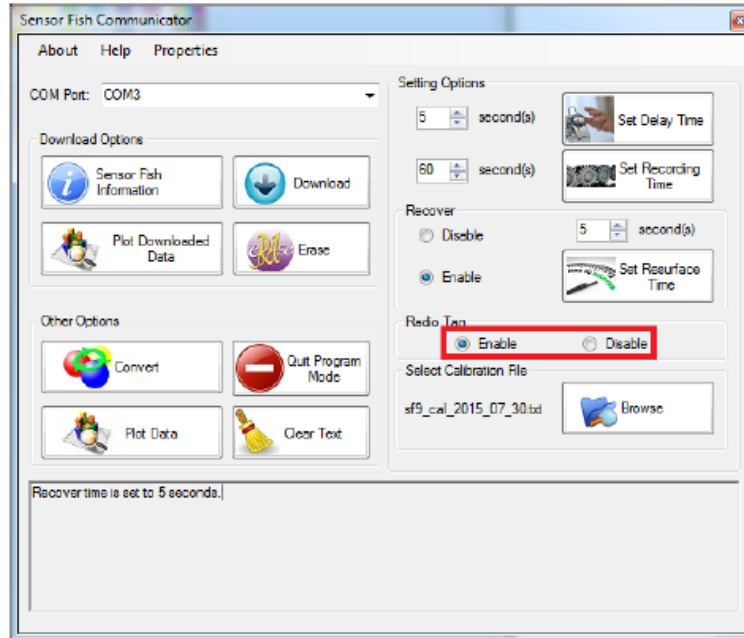 Sensor Fish Communicator
About Help Properties
COM Port: COM3
Download Options
Sensor Fish
Information
Download
Plot Downloaded
Data
Erase
Other Options
Convert
Quit Program
Mode
Plot Data
Clear Text
Setting Options
5 second(s)
Set Delay Time
60 second(s)
Set Recording
Time
Recover
Disable
5 second(s)
Enable
Set Resurface
Time
Radio Tag
Enable Disable
Select Calibration File
sf9_cal_2015_07_30.txt
Browse
Recover time is set to 5 seconds.